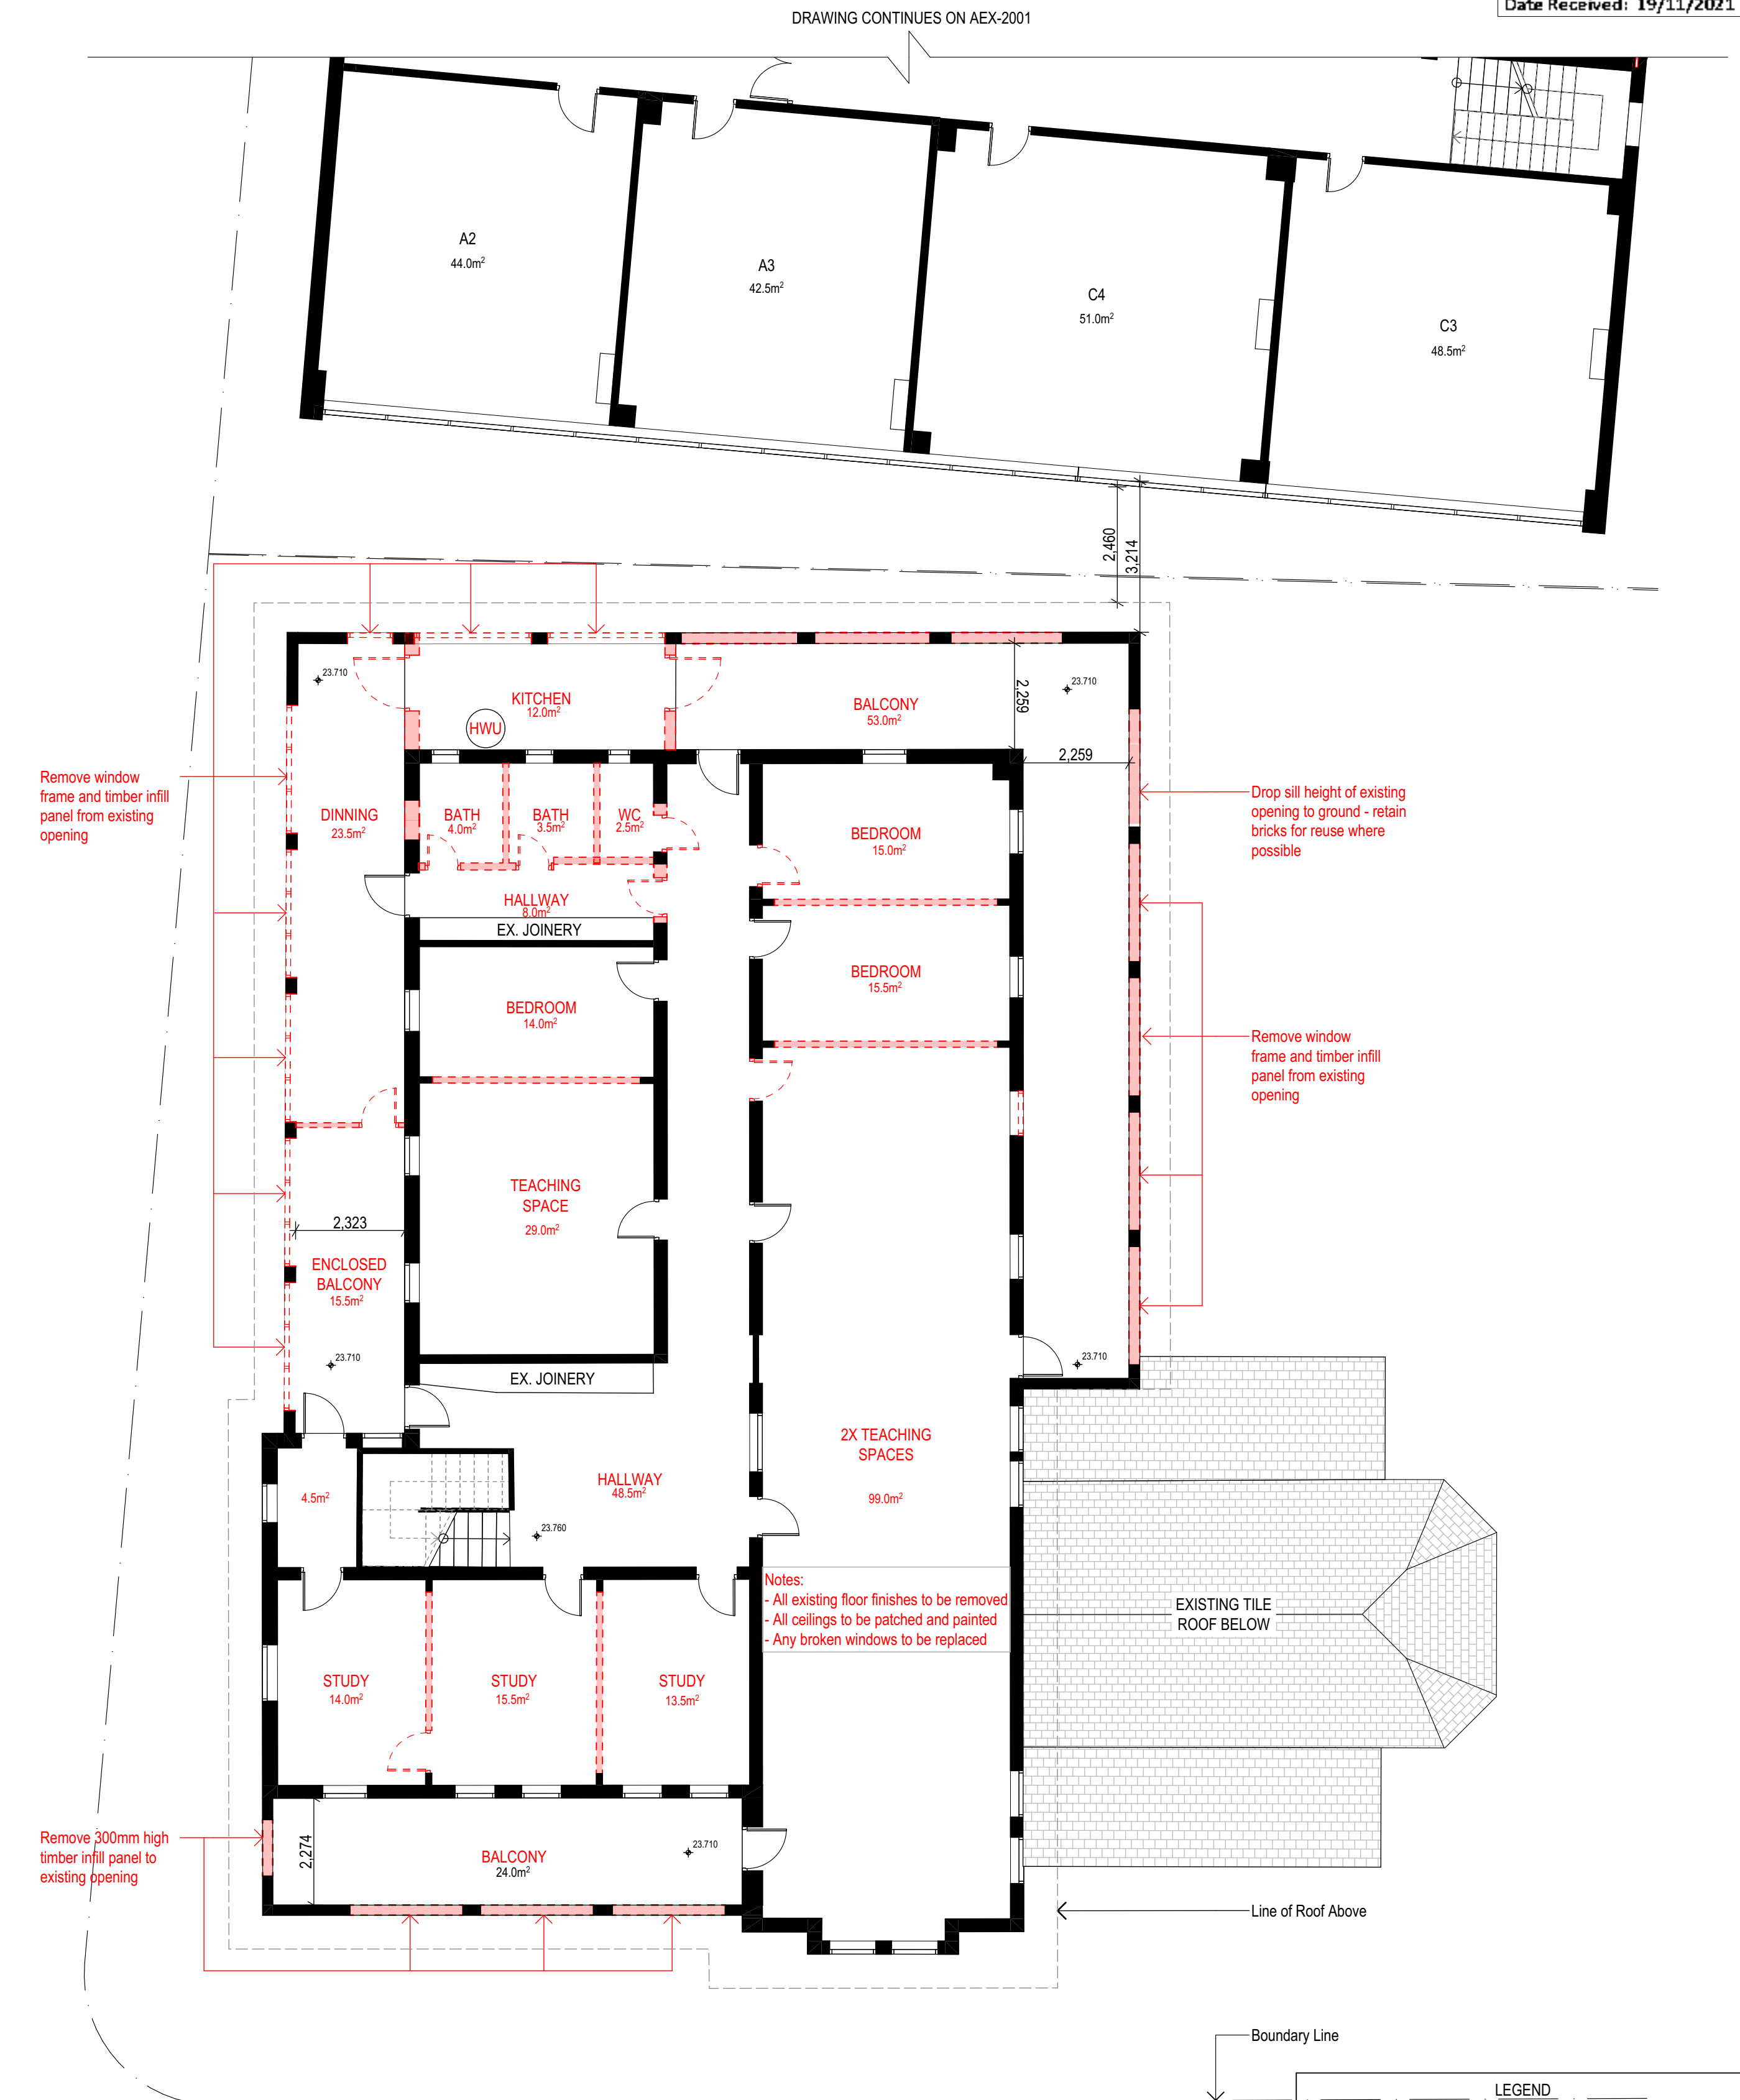 Date Received: 19/11/2021
DRAWING CONTINUES ON AEX-2001
A2
44.0m²
A3
42.5m²
C4
51.0m²
C3
48.5m²
2,460
3,214
23.710
KITCHEN
12.0m²
HWU
BALCONY
53.0m²
2,259
23.710
2,259
Remove window
frame and timber infill
panel from existing
opening
DINNING
23.5m²
BATH
4.0m²
BATH
3.5m²
WC
2.5m²
BEDROOM
15.0m²
Drop sill height of existing
opening to ground - retain
bricks for reuse where
possible
HALLWAY
8.0m²
EX. JOINERY
BEDROOM
15.5m²
BEDROOM
14.0m²
Remove window
frame and timber infill
panel from existing
opening
TEACHING
SPACE
29.0m²
2,323
ENCLOSED
BALCONY
15.5m²
23.710
23.710
EX. JOINERY
2X TEACHING
SPACES
99.0m²
HALLWAY
48.5m²
4.5m²
23.760
Notes:
- All existing floor finishes to be removed
- All ceilings to be patched and painted
- Any broken windows to be replaced
EXISTING TILE
ROOF BELOW
STUDY
14.0m²
STUDY
15.5m²
STUDY
13.5m²
Remove 300mm high
timber infill panel to
existing opening
2,274
BALCONY
24.0m²
23.710
Line of Roof Above
Boundary Line
LEGEND